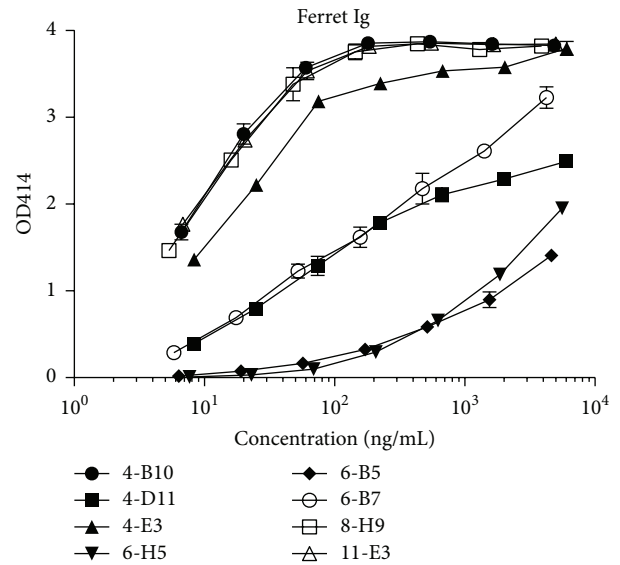 Ferret Ig
4
3
2
1
0
OD414
10^0 10^1 10^2 10^3 10^4
Concentration (ng/mL)
4-B10 6-B5
4-D11 6-B7
4-E3 8-H9
6-H5 11-E3